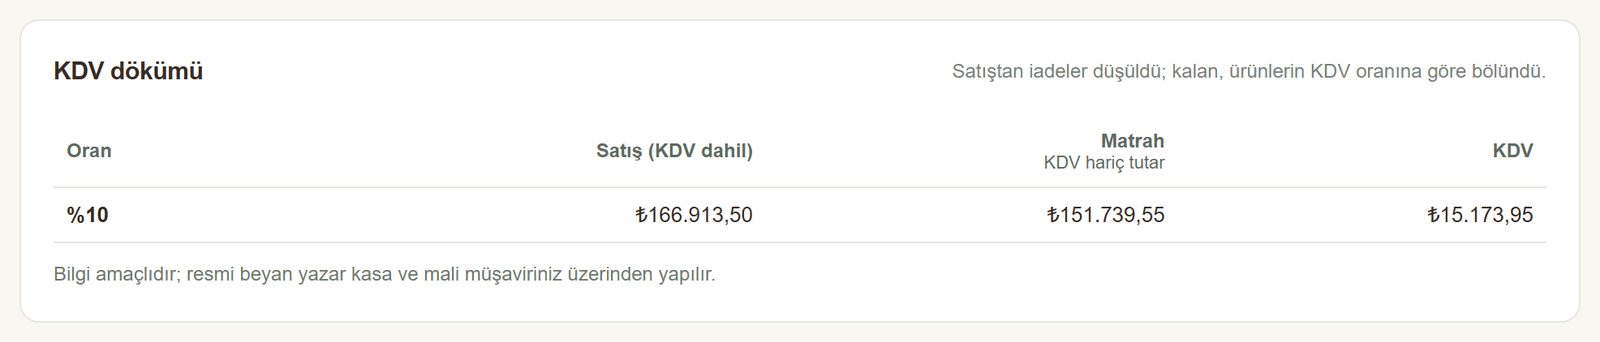 KDV dökümü
Satıştan iadeler düşüldü; kalan, ürünlerin KDV oranına göre bölündü.
Oran
Satış (KDV dahil)
Matrah
KDV hariç tutar
KDV
%10
₺166.913,50
₺151.739,55
₺15.173,95
Bilgi amaçlıdır; resmi beyan yazar kasa ve mali müşaviriniz üzerinden yapılır.